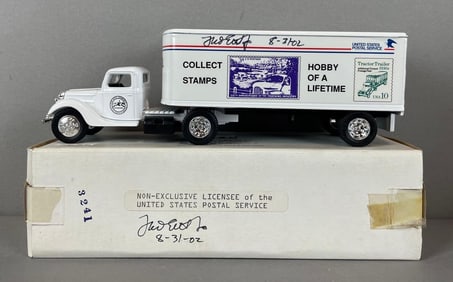 8-31-02
UNITED STATES
POSTAL SERVICE
COLLECT
STAMPS
HOBBY
OF A
LIFETIME
Tractor Trailer
USA 10
3241
NON-EXCLUSIVE LICENSEE of the
UNITED STATES POSTAL SERVICE
8-31-02